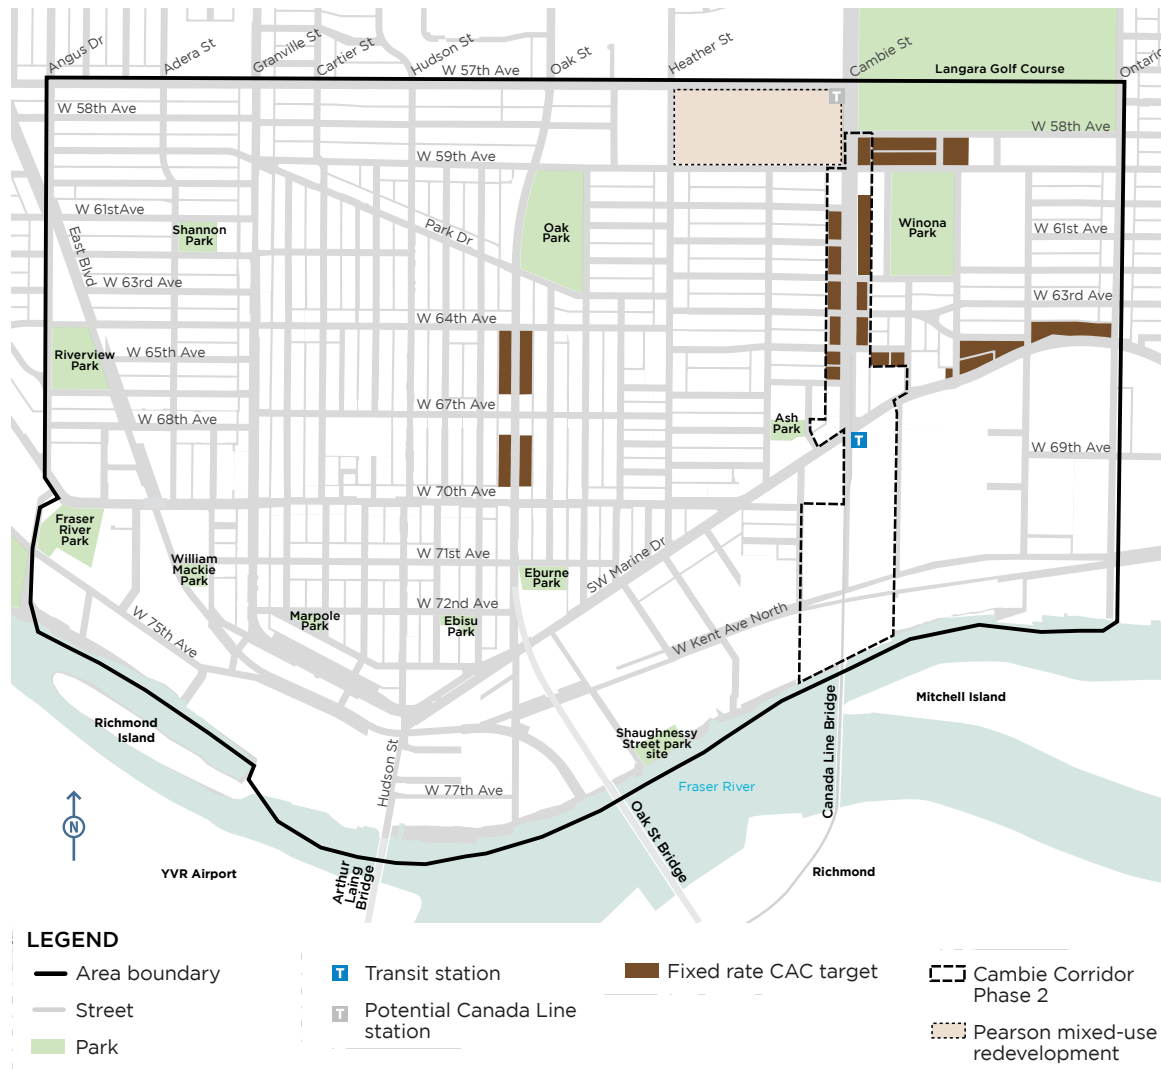 Angus Dr
Adera St
Granville St
Cartier St
Hudson St
Oak St
Heather St
Cambie St
W 57th Ave
Langara Golf Course
W 58th Ave
T
W 58th Ave
W 59th Ave
W 61stAve
Shannon
Park
Park Dr
Oak
Park
Winona
Park
W 61st Ave
East Blvd
W 63rd Ave
W 63rd Ave
W 64th Ave
Riverview
Park
W 65th Ave
W 67th Ave
W 68th Ave
Ash
Park
T
W 69th Ave
W 70th Ave
Fraser
River
Park
William
Mackie
Park
W 71st Ave
Eburne
Park
SW Marine Dr
W 72nd Ave
Marpole
Park
Ebisu
Park
W 75th Ave
W Kent Ave North
Mitchell Island
Richmond
Island
Shaughnessy
Street park
site
Canada Line Bridge
Hudson St
W 77th Ave
Fraser River
Oak St Bridge
N
YVR Airport
Arthur
Laing
Bridge
Richmond
LEGEND
Area boundary
Street
Park
T Transit station
T Potential Canada Line
station
Fixed rate CAC target
Cambie Corridor
Phase 2
Pearson mixed-use
redevelopment